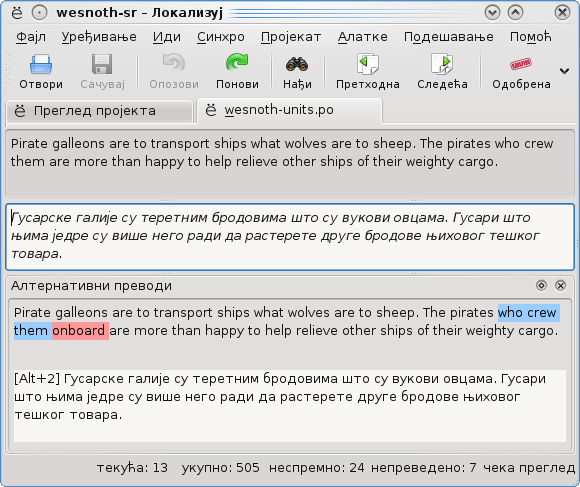 wesnoth-sr – Локализуј
Фајл Уређивање Иди Синхро Пројекат Алатке Подешавање Помоћ
Отвори Сачувај Опозови Понови Нађи Претходна Следећа Одобрена
Преглед пројекта wesnoth-units.po
Pirate galleons are to transport ships what wolves are to sheep. The pirates who crew
them are more than happy to help relieve other ships of their weighty cargo.
Гусарске галије су теретним бродовима што су вукови овцама. Гусари што
њима једре су више него ради да растерете друге бродове њиховог тешког
товара.
Алтернативни преводи
Pirate galleons are to transport ships what wolves are to sheep. The pirates who crew
them onboard are more than happy to help relieve other ships of their weighty cargo.
[Alt+2] Гусарске галије су теретним бродовима што су вукови овцама. Гусари
што њима једре су више него ради да растерете друге бродове њиховог
тешког товара.
текућа: 13 укупно: 505 неспремно: 24 непреведено: 7 чека преглед